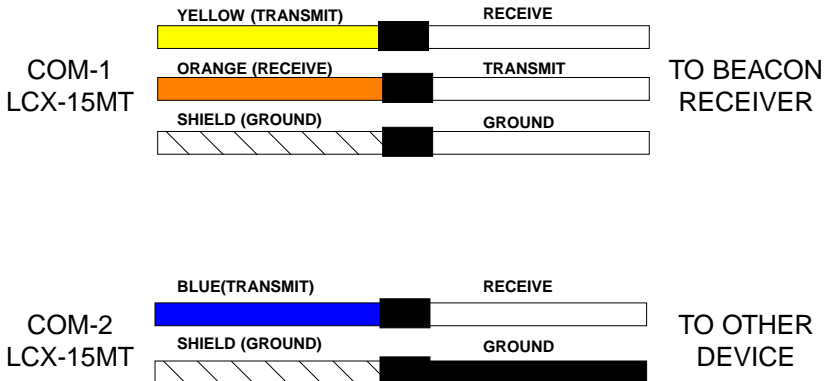 YELLOW (TRANSMIT)
RECEIVE
COM-1
LCX-15MT
ORANGE (RECEIVE)
TRANSMIT
TO BEACON
RECEIVER
SHIELD (GROUND)
GROUND
BLUE(TRANSMIT)
RECEIVE
COM-2
LCX-15MT
SHIELD (GROUND)
GROUND
TO OTHER
DEVICE